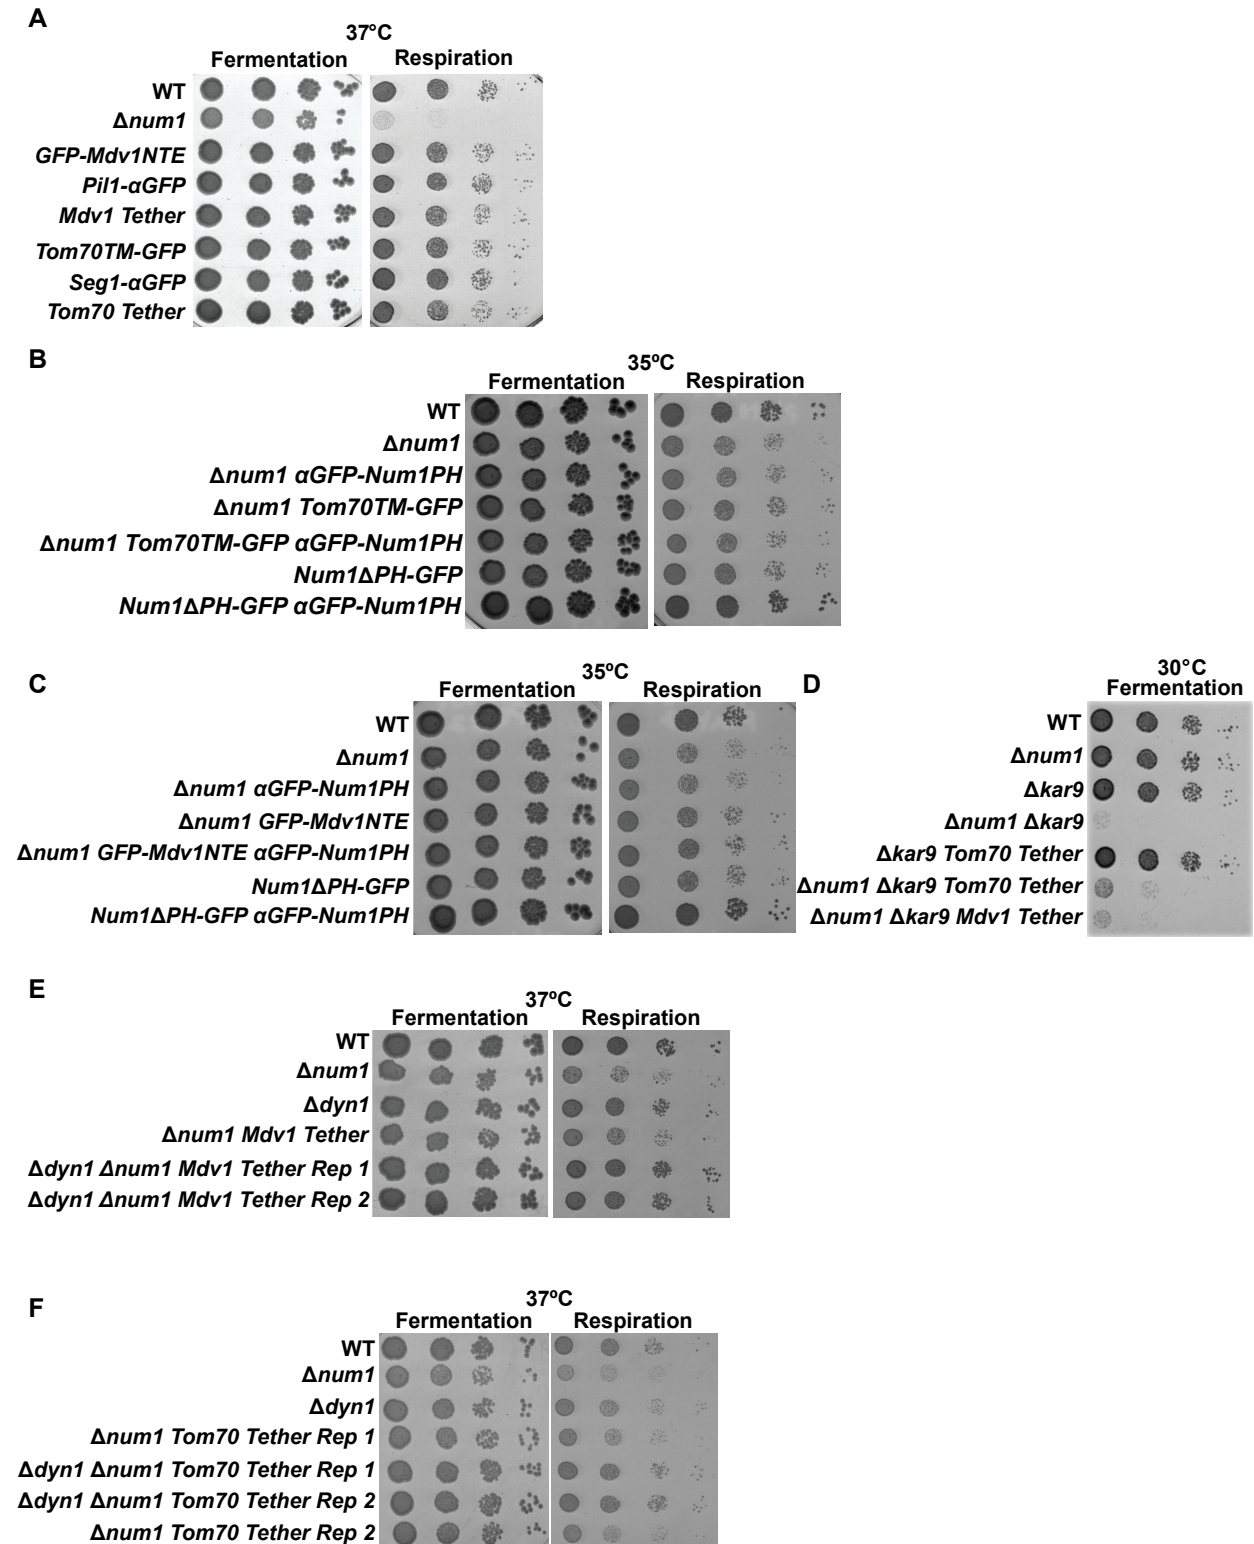 A
37°C
Fermentation Respiration
WT
Δnum1
GFP-Mdv1NTE
Pil1-αGFP
Mdv1 Tether
Tom70TM-GFP
Seg1-αGFP
Tom70 Tether
B
35ºC
Fermentation Respiration
WT
Δnum1
Δnum1 αGFP-Num1PH
Δnum1 Tom70TM-GFP
Δnum1 Tom70TM-GFP αGFP-Num1PH
Num1ΔPH-GFP
Num1ΔPH-GFP αGFP-Num1PH
C
35ºC
Fermentation Respiration
WT
Δnum1
Δnum1 αGFP-Num1PH
Δnum1 GFP-Mdv1NTE
Δnum1 GFP-Mdv1NTE αGFP-Num1PH
Num1ΔPH-GFP
Num1ΔPH-GFP αGFP-Num1PH
D
30°C
Fermentation
WT
Δnum1
Δkar9
Δnum1 Δkar9
Δkar9 Tom70 Tether
Δnum1 Δkar9 Tom70 Tether
Δnum1 Δkar9 Mdv1 Tether
E
37ºC
Fermentation Respiration
WT
Δnum1
Δdyn1
Δnum1 Mdv1 Tether
Δdyn1 Δnum1 Mdv1 Tether Rep 1
Δdyn1 Δnum1 Mdv1 Tether Rep 2
F
37ºC
Fermentation Respiration
WT
Δnum1
Δdyn1
Δnum1 Tom70 Tether Rep 1
Δdyn1 Δnum1 Tom70 Tether Rep 1
Δdyn1 Δnum1 Tom70 Tether Rep 2
Δnum1 Tom70 Tether Rep 2